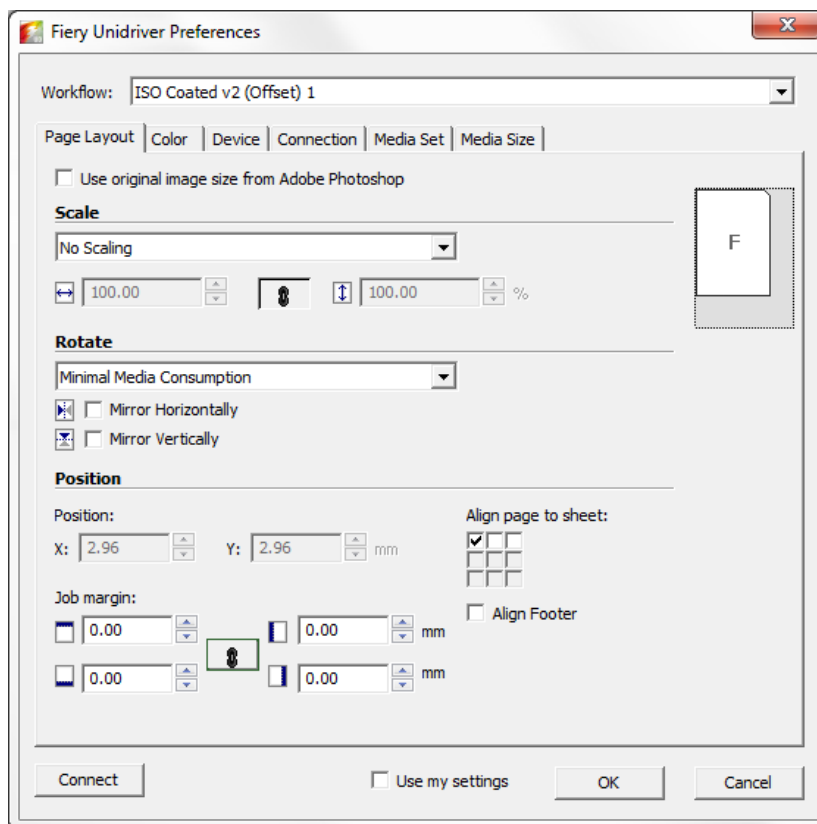 Fiery Unidriver Preferences
Workflow: ISO Coated v2 (Offset) 1
Page Layout Color Device Connection Media Set Media Size
Use original image size from Adobe Photoshop
Scale
No Scaling
F
100.00 100.00 %
Rotate
Minimal Media Consumption
Mirror Horizontally
Mirror Vertically
Position
Position: Align page to sheet:
X: 2.96 Y: 2.96 mm
Job margin:
Align Footer
0.00 0.00 mm
0.00 0.00 mm
Connect Use my settings OK Cancel